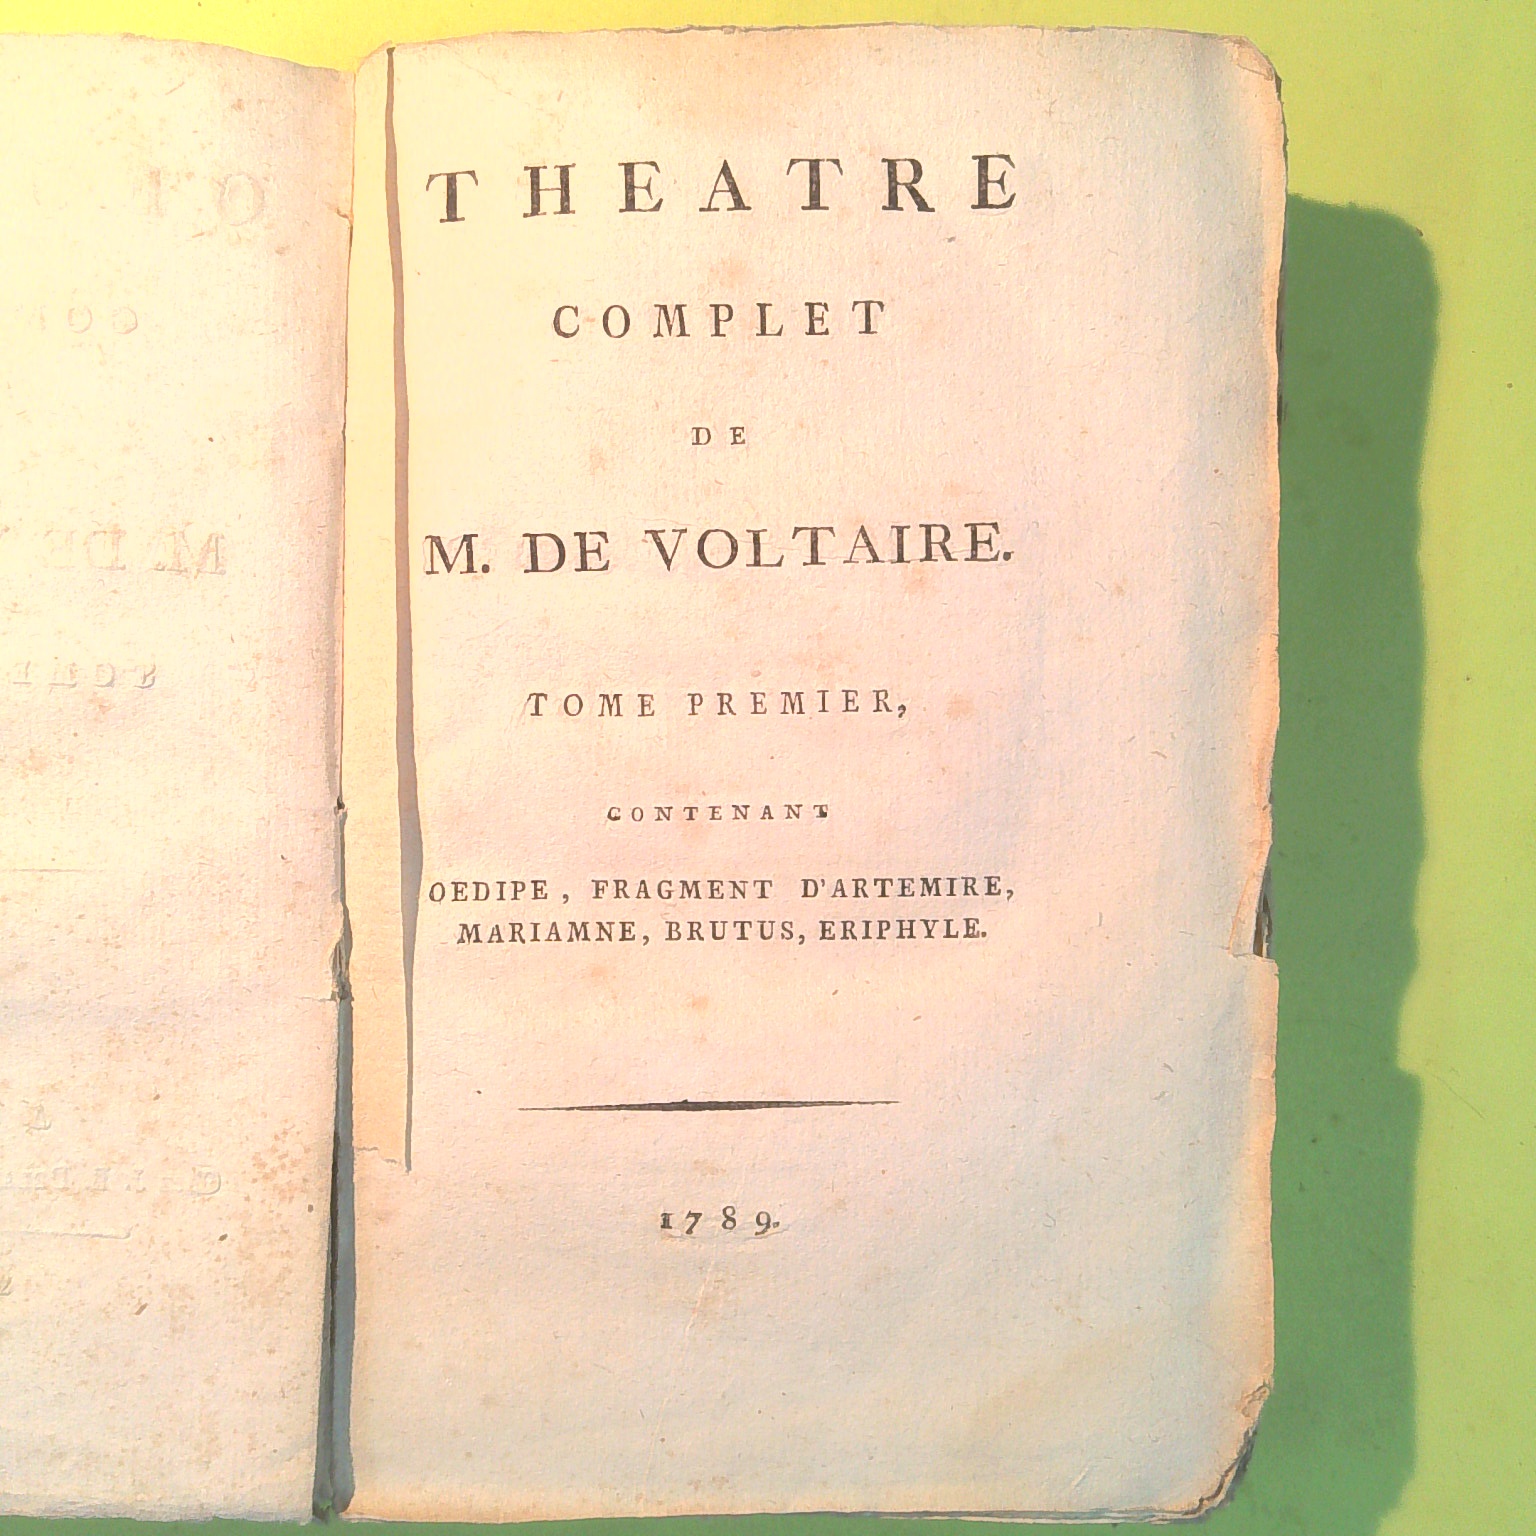 THEATRE
COMPLET
DE
M. DE VOLTAIRE.
TOME PREMIER,
CONTENANT
OEDIPE, FRAGMENT D'ARTEMIRE,
MARIAMNE, BRUTUS, ERIPHYLE.
1789.